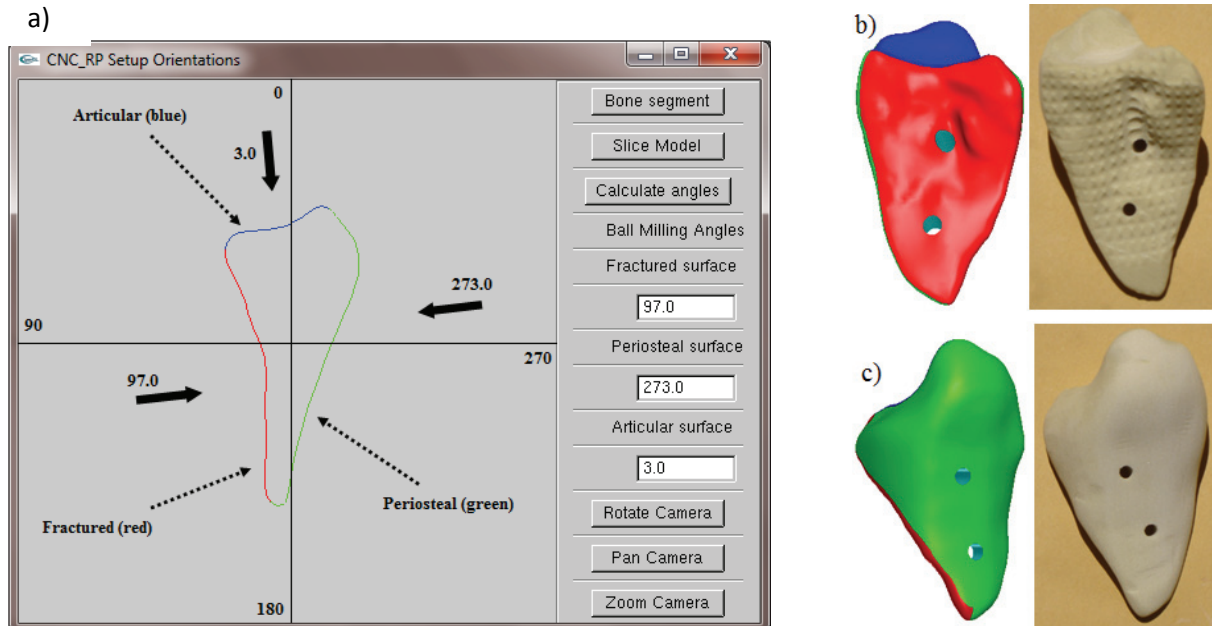 a)
CNC_RP Setup Orientations
0
Articular (blue)
3.0
273.0
90
270
97.0
Periosteal (green)
Fractured (red)
180
Bone segment
Slice Model
Calculate angles
Ball Milling Angles
Fractured surface
97.0
Periosteal surface
273.0
Articular surface
3.0
Rotate Camera
Pan Camera
Zoom Camera
b)
c)